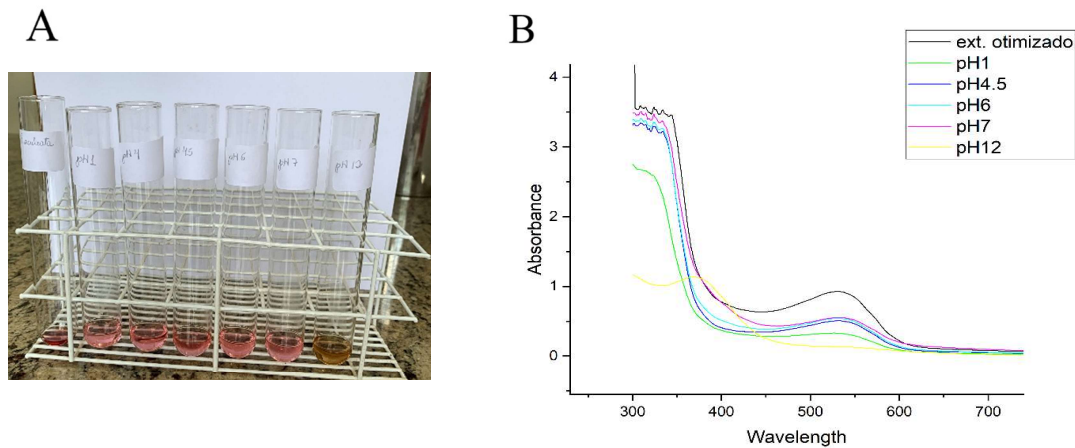 A
pH1
pH4
pH6
pH7
pH12
B
ext. otimizado
pH1
pH4.5
pH6
pH7
pH12
4
3
2
1
0
Absorbance
300
400
500
600
700
Wavelength